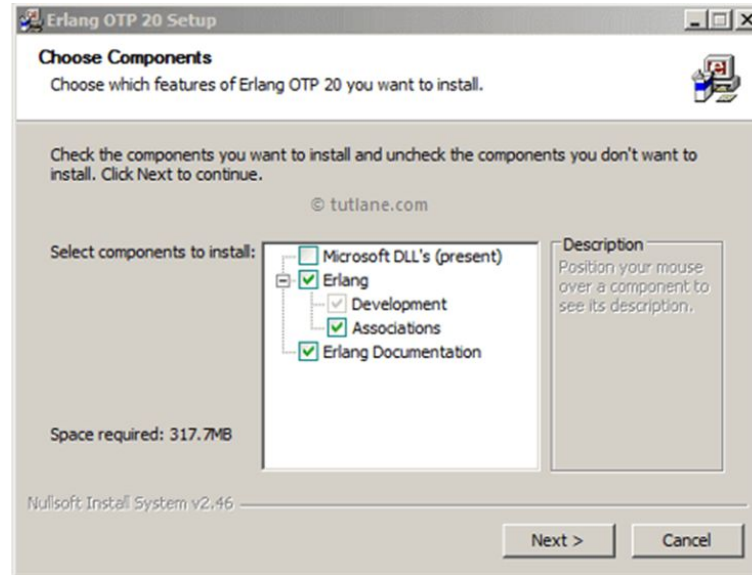 Erlang OTP 20 Setup
Choose Components
Choose which features of Erlang OTP 20 you want to install.
Check the components you want to install and uncheck the components you don't want to
install. Click Next to continue.
© tutlane.com
Select components to install:
Microsoft DLL's (present)
Erlang
Development
Associations
Erlang Documentation
Description
Position your mouse
over a component to
see its description.
Space required: 317.7MB
Nullsoft Install System v2.46
Next >
Cancel